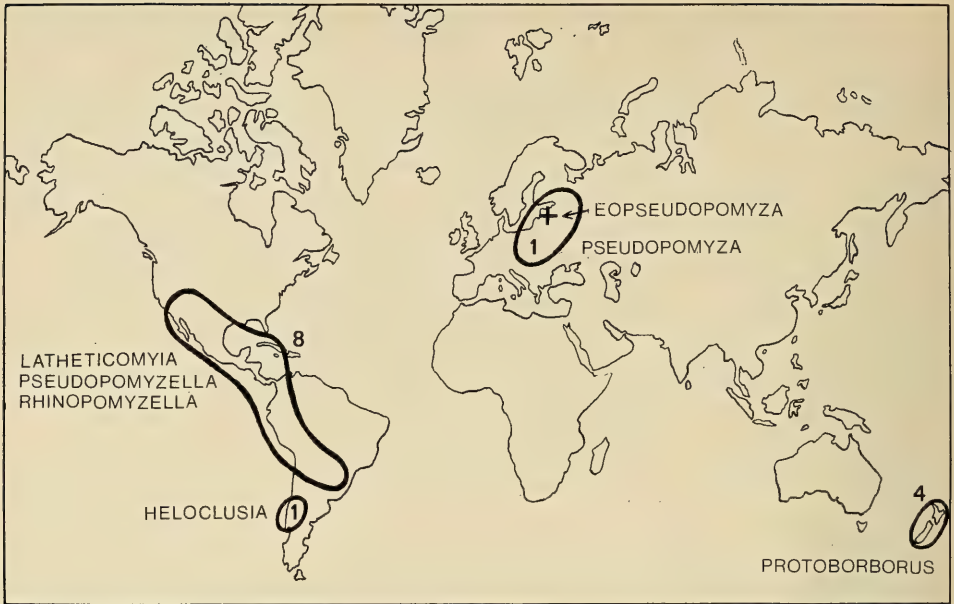 EOPSEUDOPOMYZA
1 PSEUDOPOMYZA
8
LATHETICOMYIA
PSEUDOPOMYZELLA
RHINOPOMYZELLA
HELOCLUSIA 1
4
PROTOBORBORUS